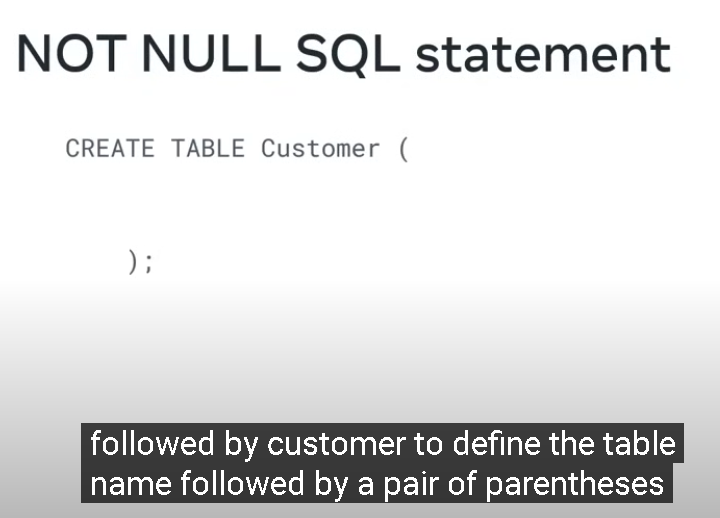 NOT NULL SQL statement
CREATE TABLE Customer (
);
followed by customer to define the table
name followed by a pair of parentheses